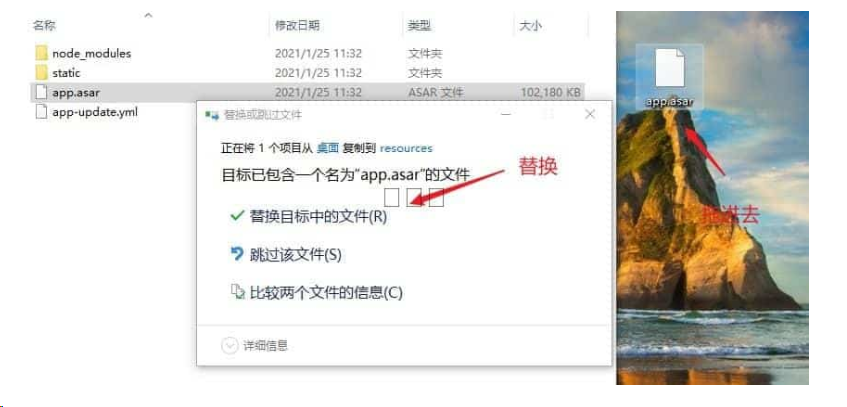 名称 修改日期 类型 大小
node_modules 2021/1/25 11:32 文件夹
static 2021/1/25 11:32 文件夹
app.asar 2021/1/25 11:32 ASAR 文件 102,180 KB
app-update.yml
替换或跳过文件
正在将 1 个项目从 桌面 复制到 resources
目标已包含一个名为"app.asar"的文件
替换
替换目标中的文件(R)
跳过该文件(S)
比较两个文件的信息(C)
详细信息
app.asar
拖进去